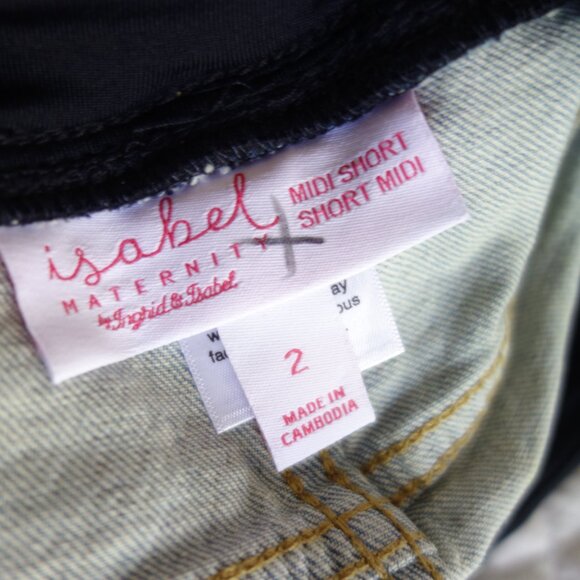 isabel
MATERNITY
by Ingrid & Isabel
MIDI SHORT
SHORT MIDI
2
MADE IN
CAMBODIA